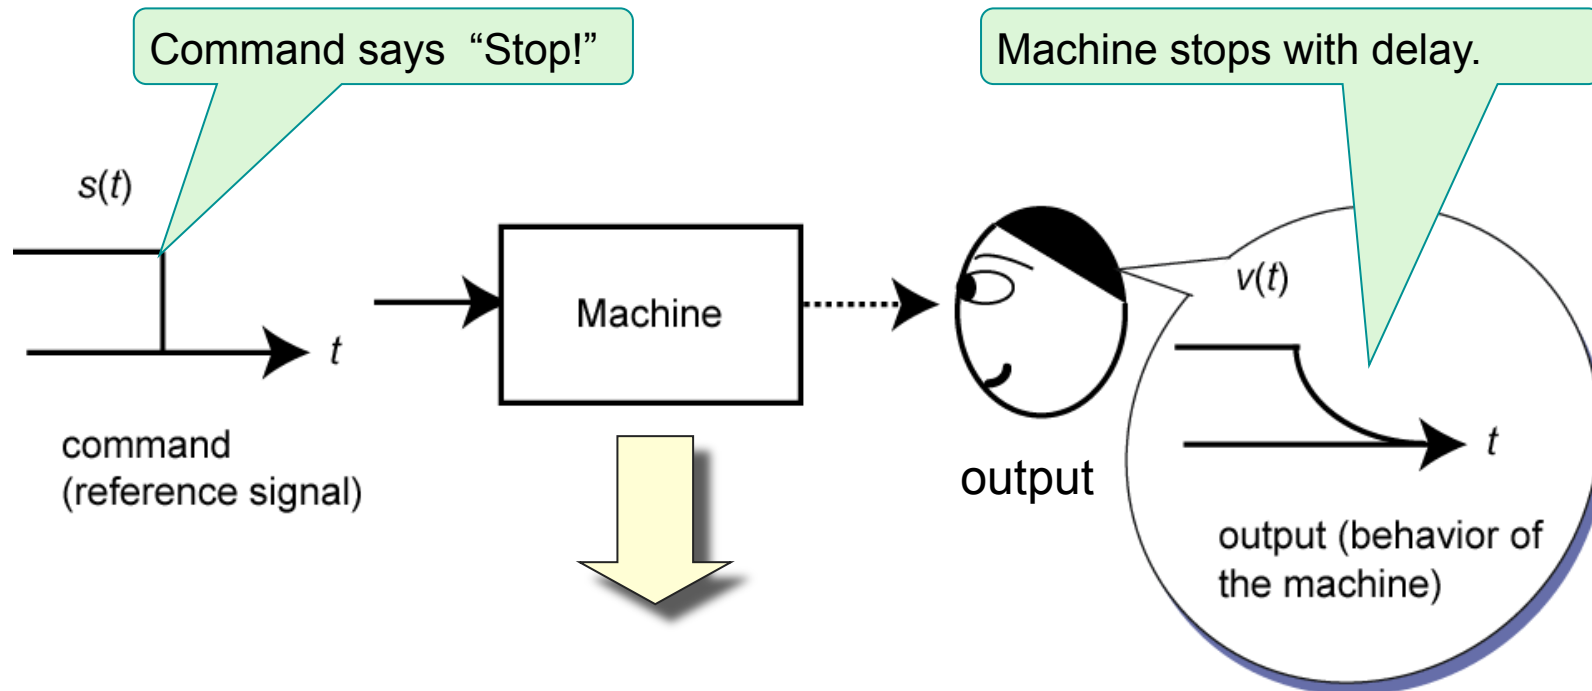 Command says “Stop!”
Machine stops with delay.
s(t)
t
command
(reference signal)
Machine
output
v(t)
t
output (behavior of
the machine)